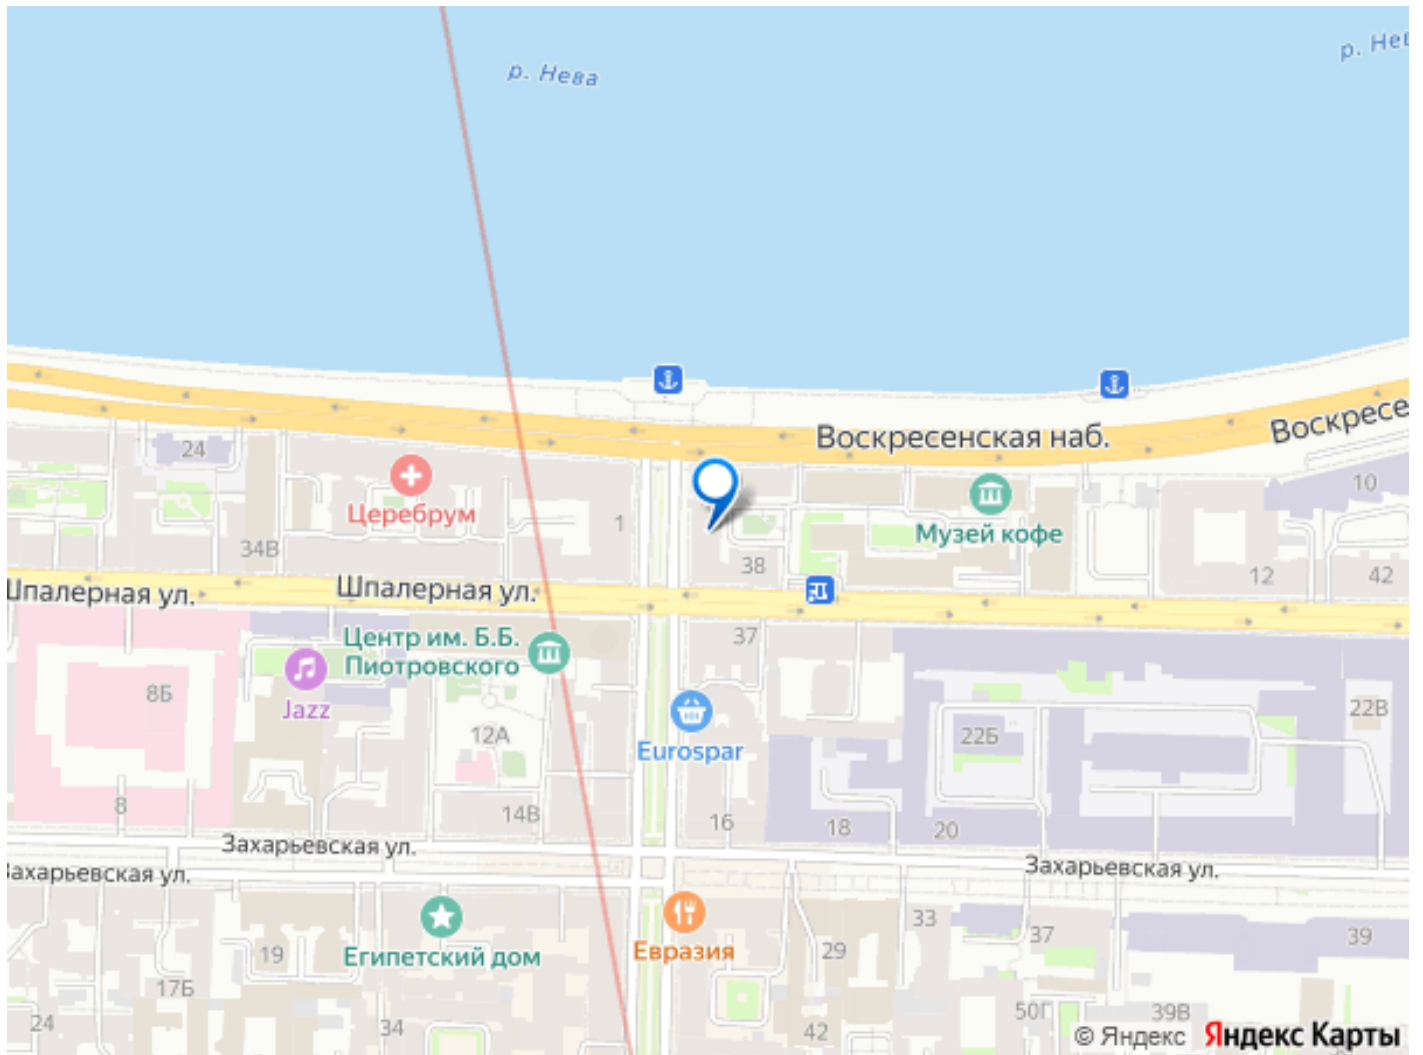 р. Нева
р. Нев
Воскресенская наб.
Воскресе
24
Церебрум
1
34В
38
Музей кофе
10
12
42
Шпалерная ул.
Шпалерная ул.
Центр им. Б.Б.
Пиотровского
37
8Б
Jazz
12А
Eurospar
22Б
22В
8
14В
16
18
20
Захарьевская ул.
Захарьевская ул.
Захарьевская ул.
19
Египетский дом
Евразия
33
29
37
39
17Б
24
34
42
50Г
39В
© Яндекс Яндекс Карты